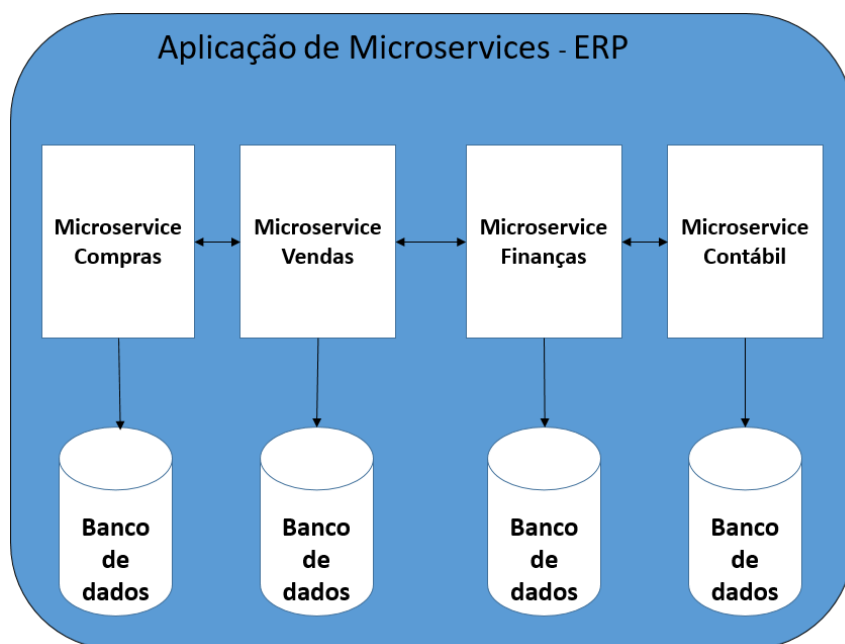 Aplicação de Microservices - ERP
Microservice
Compras
Microservice
Vendas
Microservice
Finanças
Microservice
Contábil
Banco
de
dados
Banco
de
dados
Banco
de
dados
Banco
de
dados